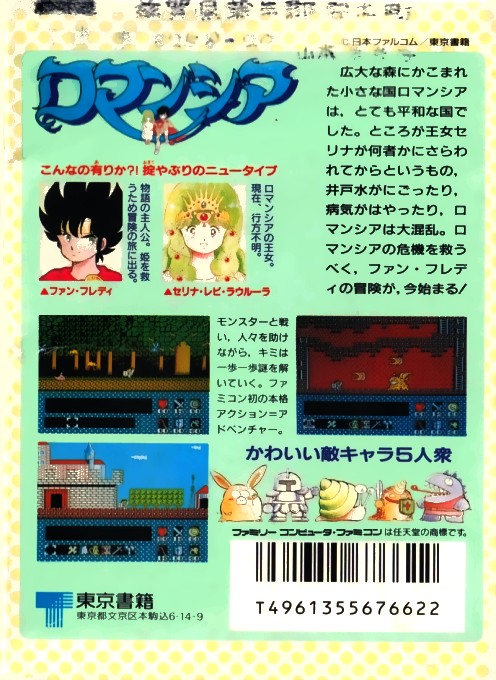 ©日本ファルコム/東京書籍
ロマンシア
こんなの有りか?! 掟やぶりのニュータイプ
物語の主人公。姫を救
うため冒険の旅に出る。
▲ファン・フレディ
ロマンシアの王女。
現在、行方不明。
▲セリナ・レビ・ラウルーラ
広大な森にかこまれ
た小さな国ロマンシア
は，とても平和な国で
した。ところが王女セ
リナが何者かにさらわ
れてからというもの，
井戸水がにごったり，
病気がはやったり，ロ
マンシアは大混乱。ロ
マンシアの危機を救う
べく，ファン・フレデ
ィの冒険が，今始まる!
モンスターと戦
い，人々を助け
ながら，キミは
一歩一歩謎を解
いていく。ファ
ミコン初の本格
アクション=ア
ドベンチャー。
かわいい敵キャラ5人衆
ファミリーコンピュータ・ファミコンは任天堂の商標です。
東京書籍
東京都文京区本駒込6-14-9
T4961355676622